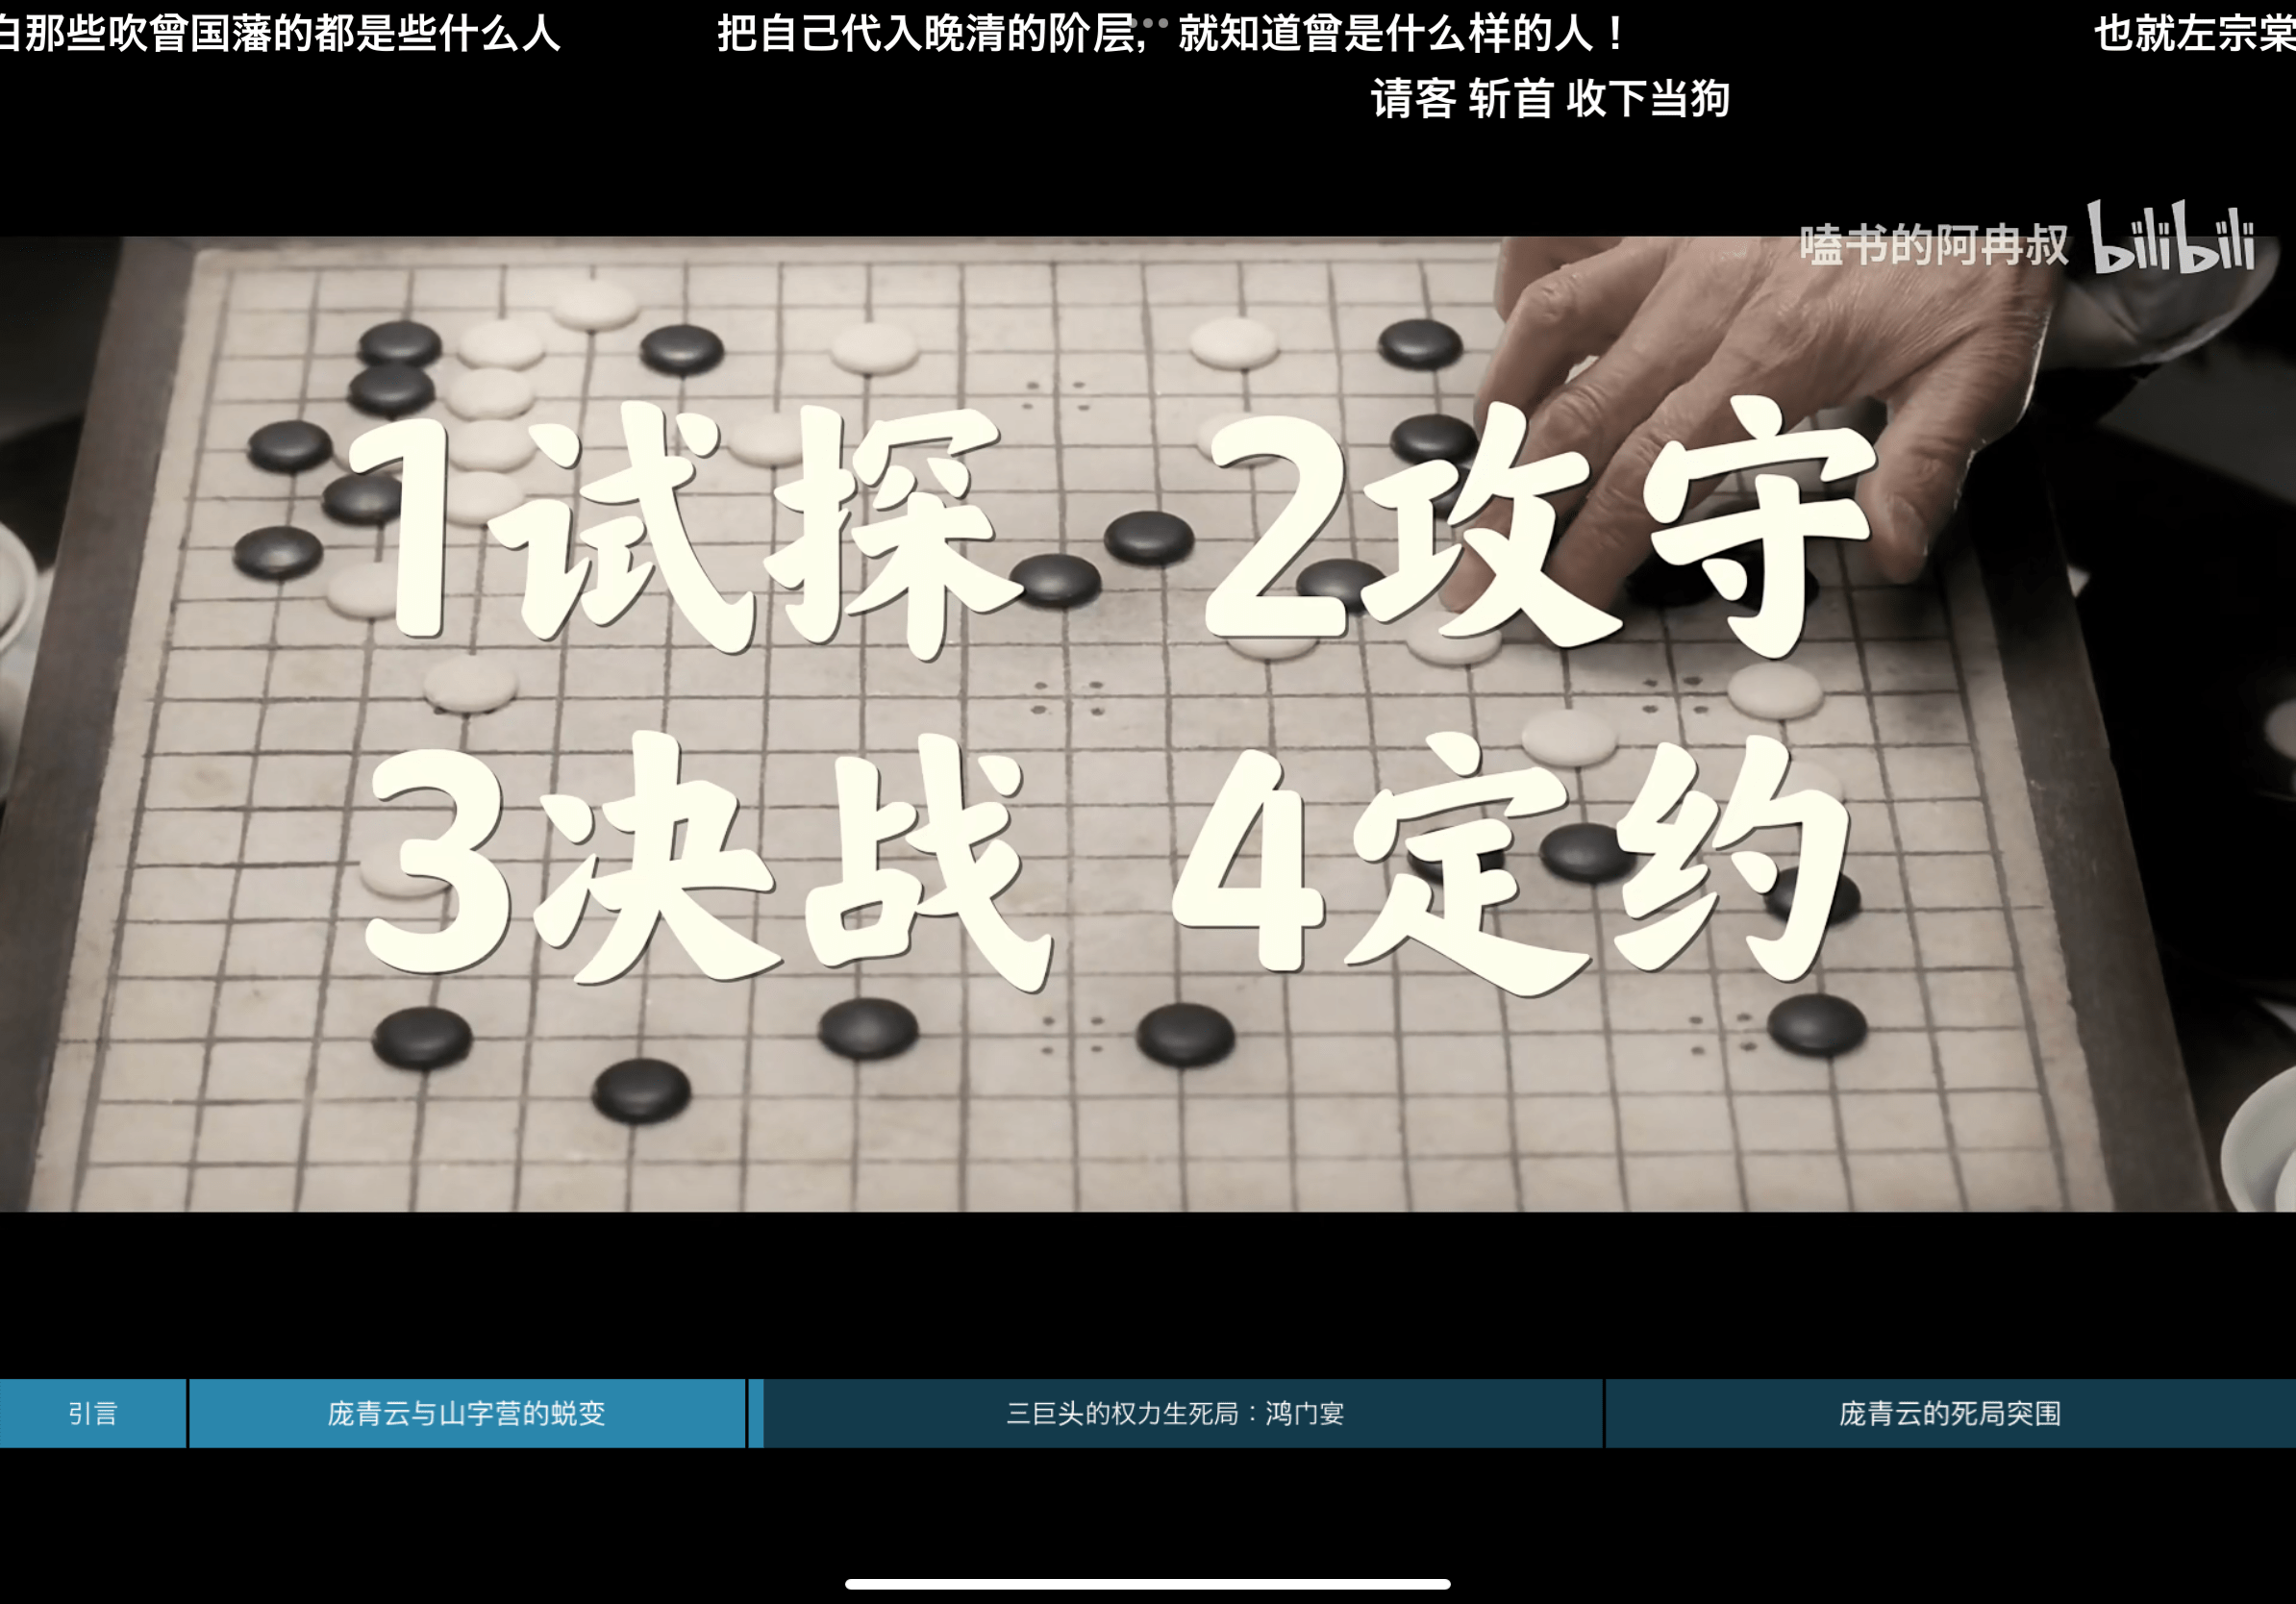 白那些吹曾国藩的都是些什么人 把自己代入晚清的阶层，就知道曾是什么样的人！ 也就左宗棠
请客 斩首 收下当狗
嗑书的阿冉叔 bilibili
1试探 2攻守
3决战 4定约
引言 庞青云与山字营的蜕变 三巨头的权力生死局：鸿门宴 庞青云的死局突围